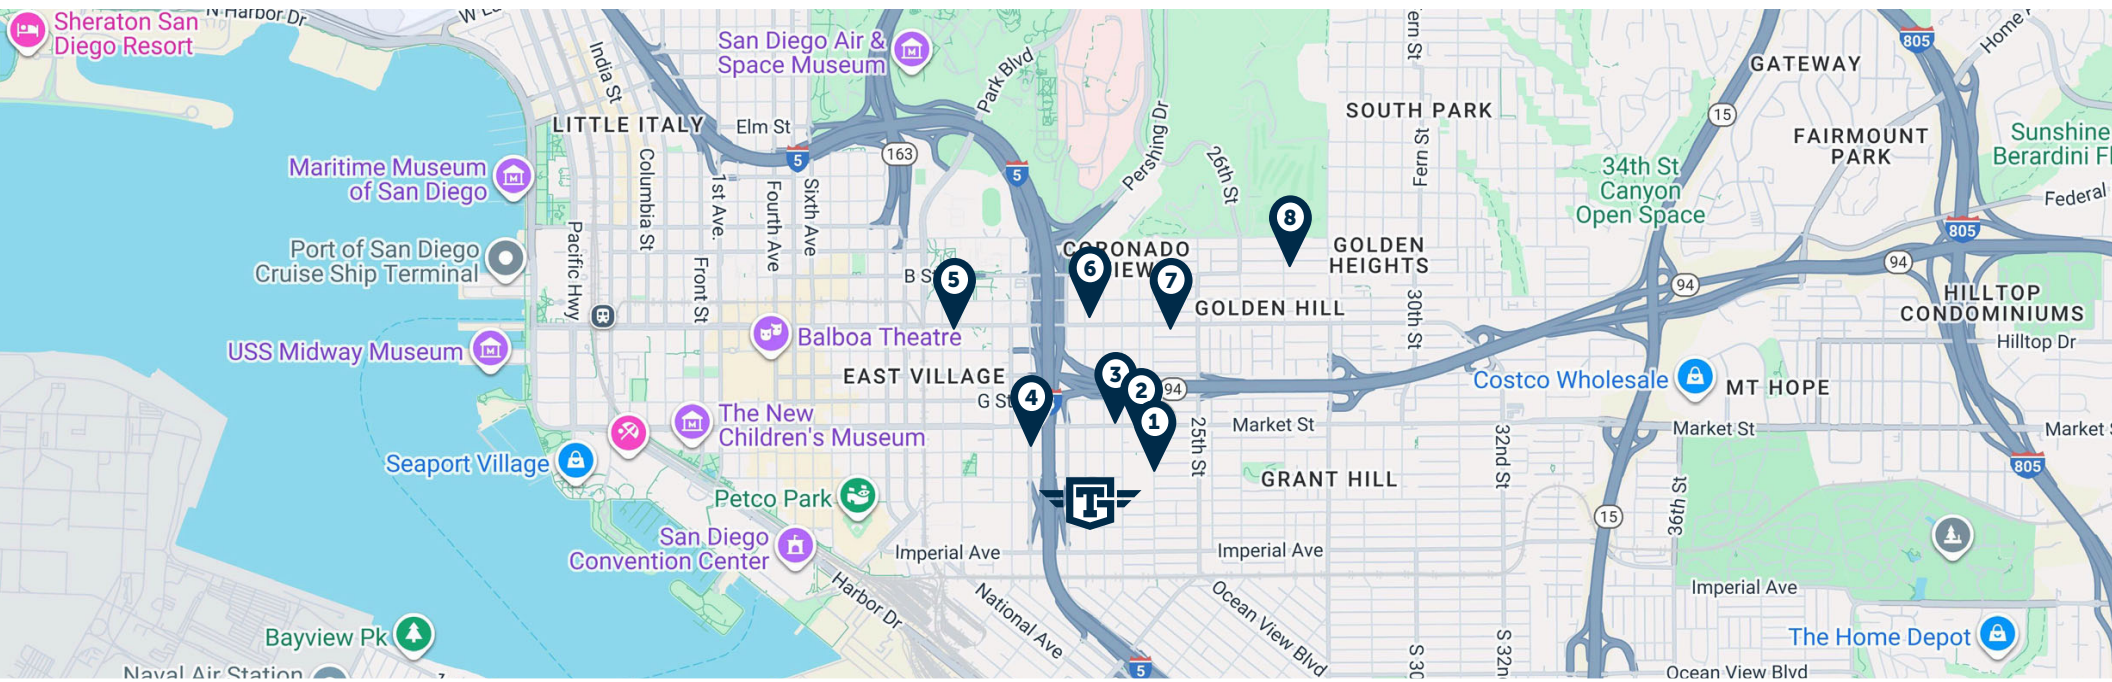 Sheraton San
Diego Resort
N Harbor Dr
India St
San Diego Air &
Space Museum
Park Blvd
Pershing Dr
26th St
SOUTH PARK
Fern St
GATEWAY
805
15
FAIRMOUNT
PARK
Sunshine
34th St
Canyon
Open Space
Federal
LITTLE ITALY
Elm St
163
5
5
Maritime Museum
of San Diego
Columbia St
1st Ave.
Fourth Ave
Sixth Ave
Port of San Diego
Cruise Ship Terminal
Pacific Hwy
Front St
8
CORONADO
GOLDEN
HEIGHTS
805
94
94
5
6
7
GOLDEN HILL
30th St
HILLTOP
CONDOMINIUMS
Hilltop Dr
USS Midway Museum
Balboa Theatre
EAST VILLAGE
G St
4
3
2
1
94
Costco Wholesale
MT HOPE
The New
Children's Museum
25th St
Market St
Market St
Market
32nd St
Seaport Village
GRANT HILL
805
Petco Park
T
15
36th St
San Diego
Convention Center
Imperial Ave
Imperial Ave
Imperial Ave
Harbor Dr
National Ave
Ocean View Blvd
Bayview Pk
The Home Depot
Naval Air Station
5
S 30
S 32n
Ocean View Blvd